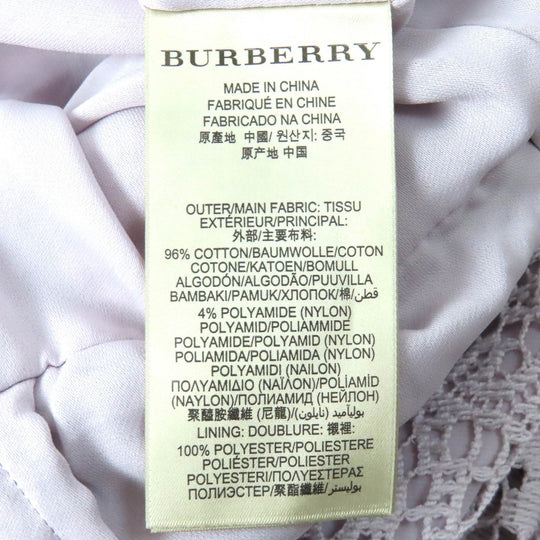 BURBERRY
MADE IN CHINA
FABRIQUÉ EN CHINE
FABRICADO NA CHINA
原產地 中國/ 원산지: 중국
原产地 中国
OUTER/MAIN FABRIC: TISSU
EXTÉRIEUR/PRINCIPAL:
外部/主要布料:
96% COTTON/BAUMWOLLE/COTON
COTONE/KATOEN/BOMULL
ALGODÓN/ALGODÃO/PUUVILLA
BAMBAKI/PAMUK/ХЛОПОК/棉/قطن
4% POLYAMIDE (NYLON)
POLYAMID/POLIAMMIDE
POLYAMIDE/POLYAMID (NYLON)
POLIAMIDA/POLIAMIDA (NYLON)
POLYAMIDI (NAILON)
ΠΟΛΥΑΜΙΔΙΟ (ΝΑΪΛΟΝ)/POLİAMİD
(NAYLON)/ПОЛИАМИД (НЕЙЛОН)
聚醯胺纖維 (尼龍)/بوليأميد (نايلون)
LINING: DOUBLURE: 襯裡:
100% POLYESTER/POLIESTERE
POLIÉSTER/POLIESTER
POLYESTERI/ΠΟΛΥΕΣΤΕΡΑΣ
ПОЛИЭСТЕР/聚酯纖維/بوليستر